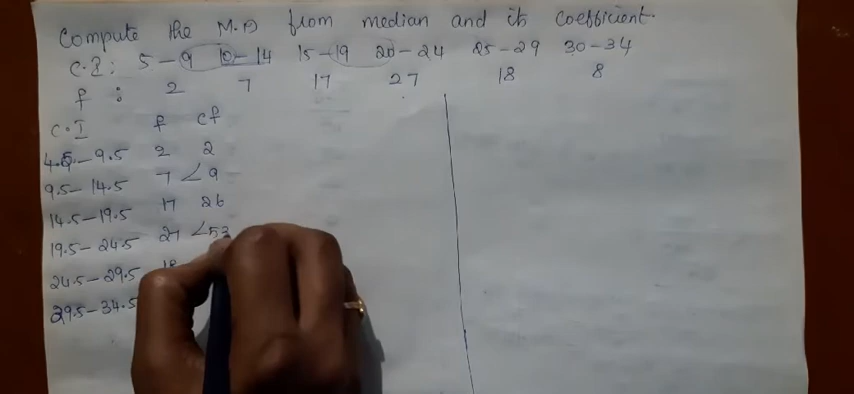 Compute the M.D from median and its coefficient.
C.I: 5-9 10-14 15-19 20-24 25-29 30-34
f : 2 7 17 27 18 8
C.I f cf
4.5-9.5 2 2
9.5-14.5 7 <9
14.5-19.5 17 26
19.5-24.5 27 <53
24.5-29.5 18
29.5-34.5